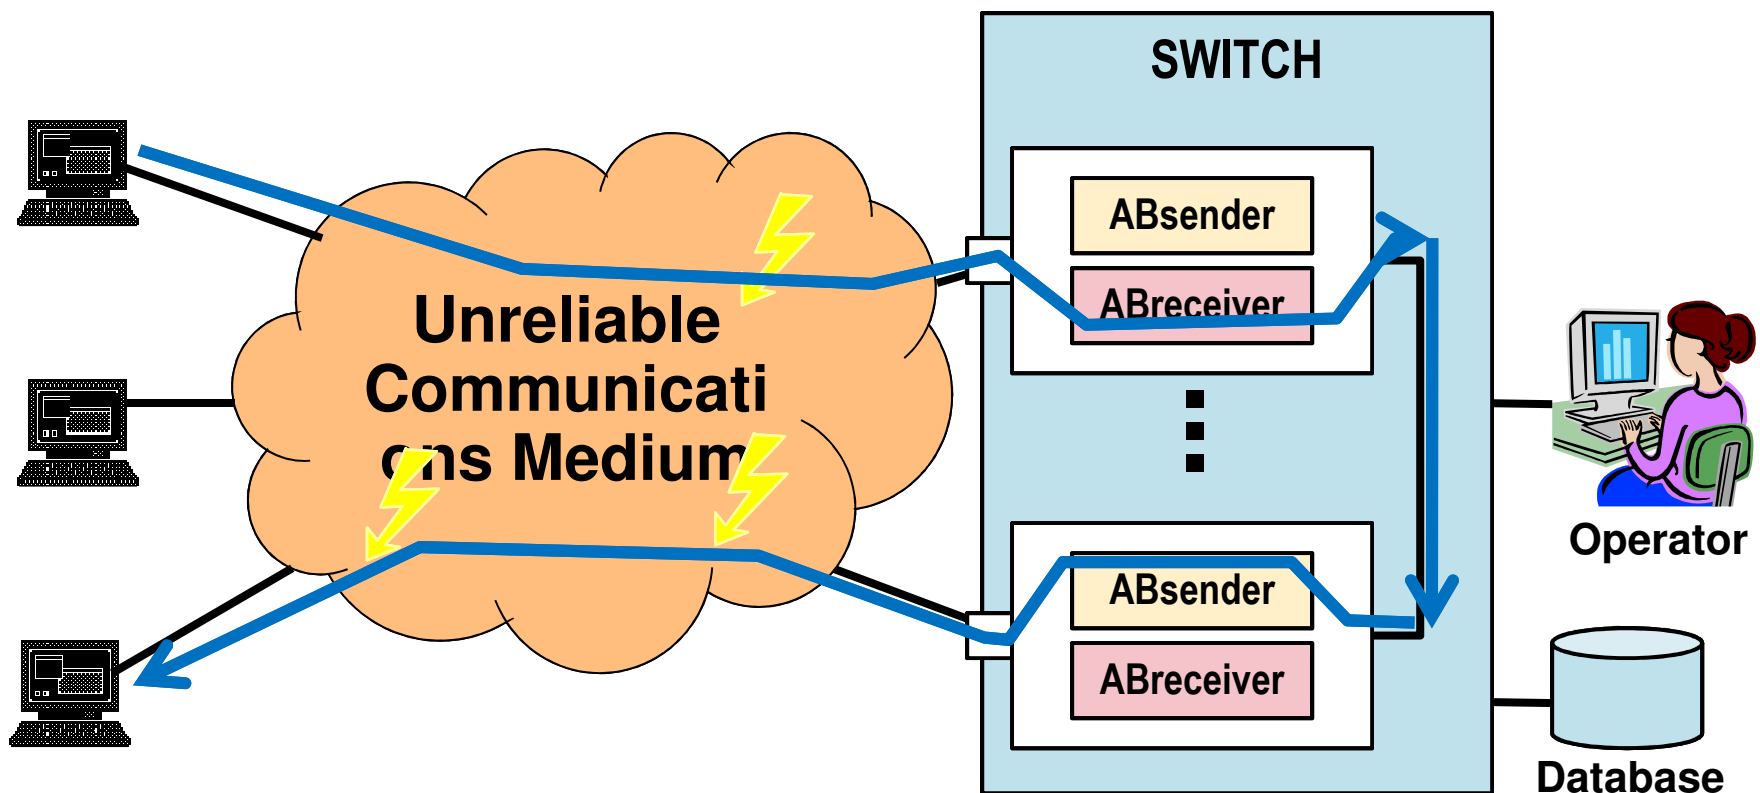 SWITCH
ABsender
ABreceiver
Unreliable
Communicati
ons Medium
Operator
ABsender
ABreceiver
Database